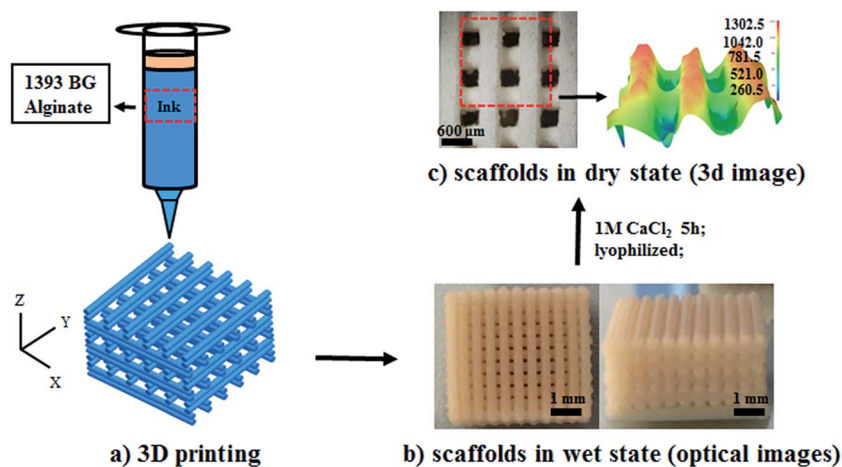 1393 BG
Alginate
Ink
Z
Y
X
a) 3D printing
600 μm
1302.5
1042.0
781.5
521.0
260.5
c) scaffolds in dry state (3d image)
1M CaCl₂ 5h;
lyophilized;
1 mm
1 mm
b) scaffolds in wet state (optical images)